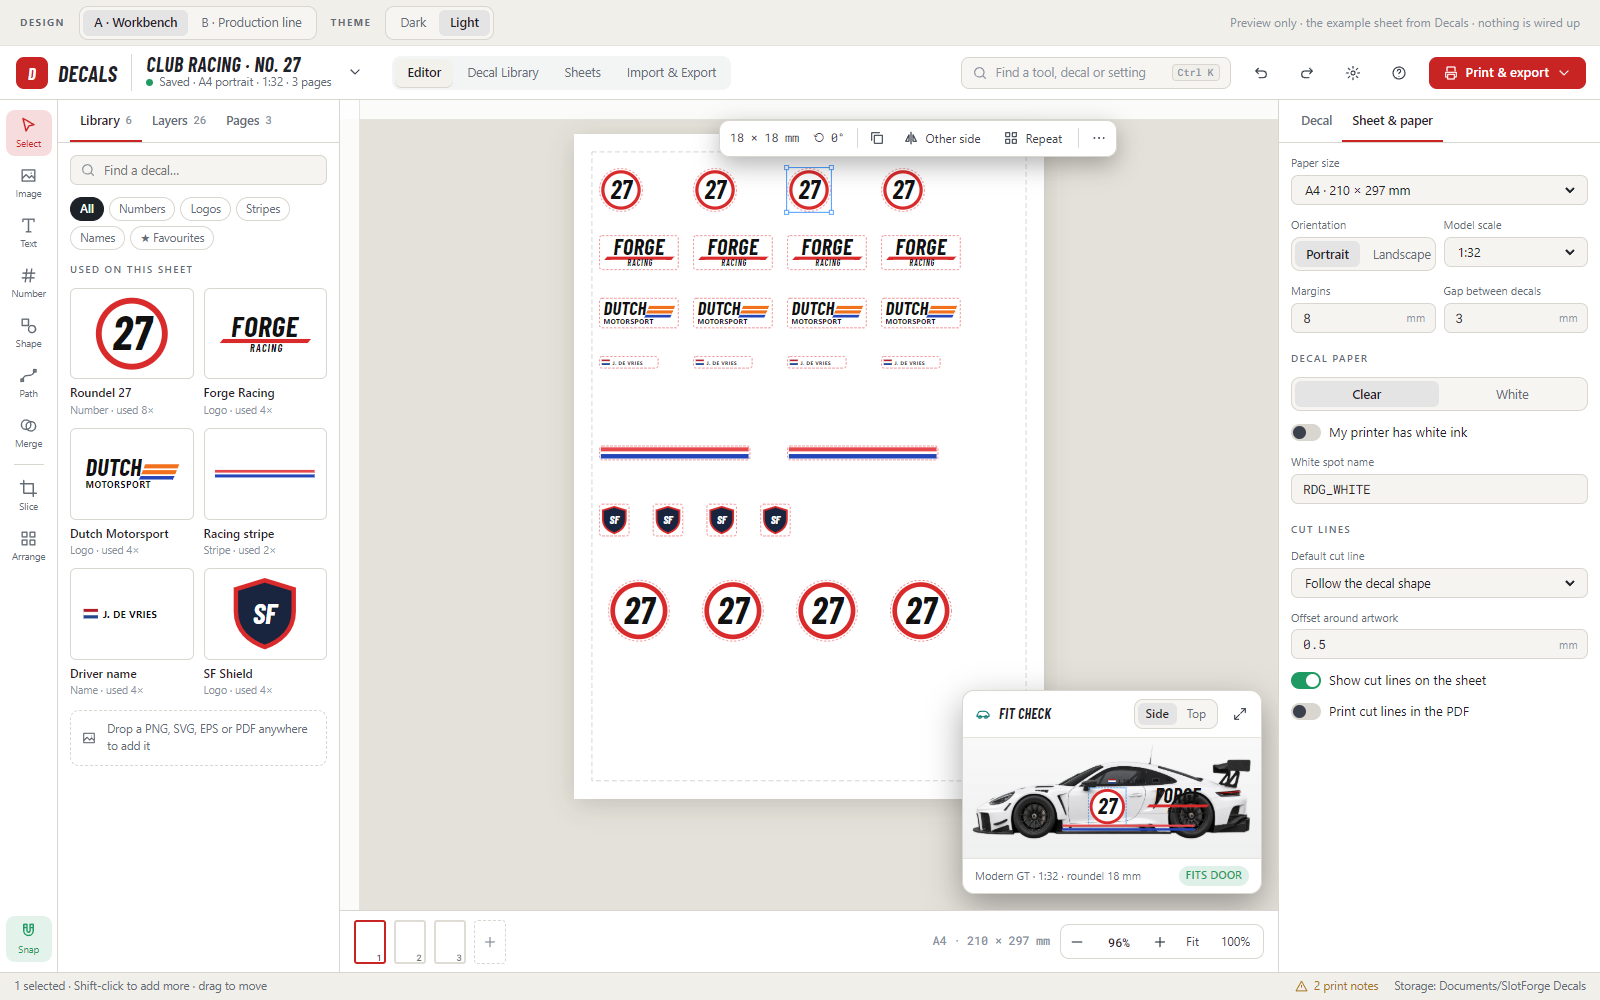 DESIGN A · Workbench B · Production line THEME Dark Light Preview only · the example sheet from Decals · nothing is wired up
D DECALS CLUB RACING · NO. 27
Saved · A4 portrait · 1:32 · 3 pages
Editor Decal Library Sheets Import & Export
Find a tool, decal or setting Ctrl K
Print & export
Select
Image
Text
Number
Shape
Path
Merge
Slice
Arrange
Snap
Library 6 Layers 26 Pages 3
Find a decal...
All Numbers Logos Stripes
Names ★ Favourites
USED ON THIS SHEET
27
FORGE
RACING
Roundel 27 Forge Racing
Number · used 8× Logo · used 4×
DUTCH
MOTORSPORT
Dutch Motorsport Racing stripe
Logo · used 4× Stripe · used 2×
J. DE VRIES
SF
Driver name SF Shield
Name · used 4× Logo · used 4×
Drop a PNG, SVG, EPS or PDF anywhere
to add it
18 × 18 mm 0° Other side Repeat ···
27 27 27 27
FORGE FORGE FORGE FORGE
RACING RACING RACING RACING
DUTCH DUTCH DUTCH DUTCH
MOTORSPORT MOTORSPORT MOTORSPORT MOTORSPORT
J. DE VRIES J. DE VRIES J. DE VRIES J. DE VRIES
SF SF SF SF
27 27 27 27
FIT CHECK Side Top
27 FORGE
Modern GT · 1:32 · roundel 18 mm FITS DOOR
1 2 3 +
A4 · 210 × 297 mm − 96% + Fit 100%
Decal Sheet & paper
Paper size
A4 · 210 × 297 mm
Orientation Model scale
Portrait Landscape 1:32
Margins Gap between decals
8 mm 3 mm
DECAL PAPER
Clear White
My printer has white ink
White spot name
RDG_WHITE
CUT LINES
Default cut line
Follow the decal shape
Offset around artwork
0.5 mm
Show cut lines on the sheet
Print cut lines in the PDF
1 selected · Shift-click to add more · drag to move
2 print notes Storage: Documents/SlotForge Decals